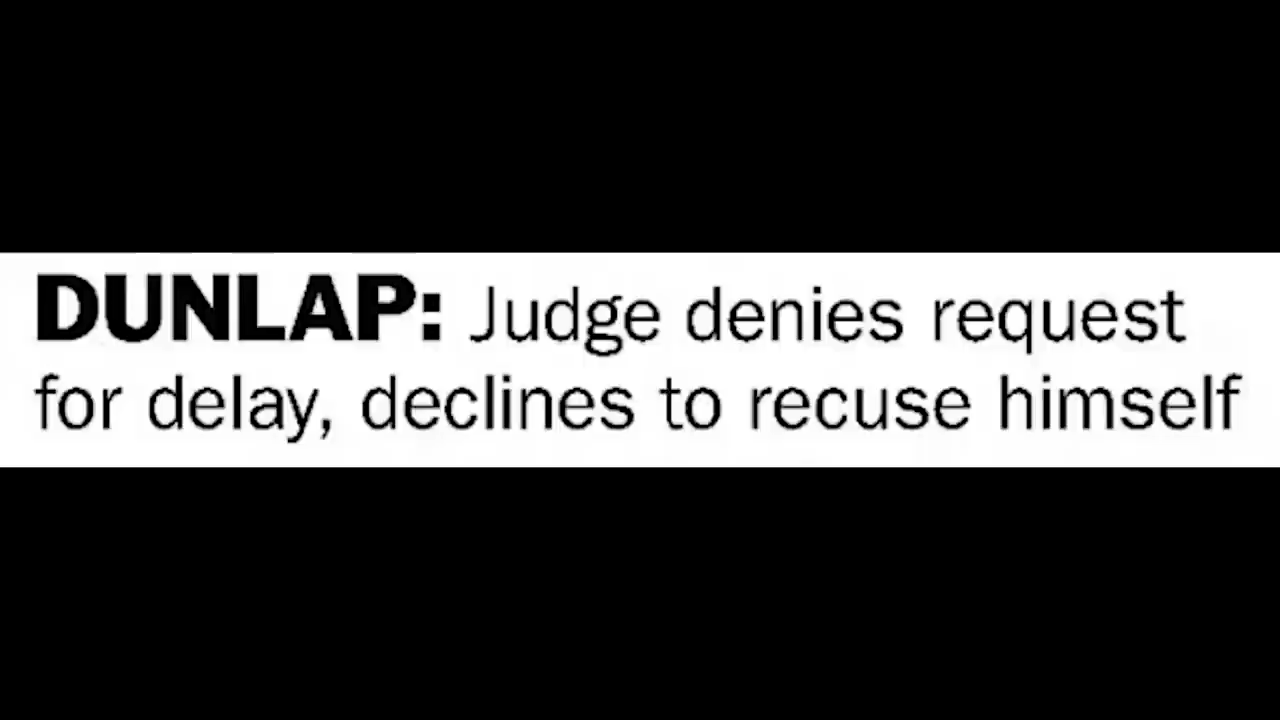 DUNLAP: Judge denies request
for delay, declines to recuse himself